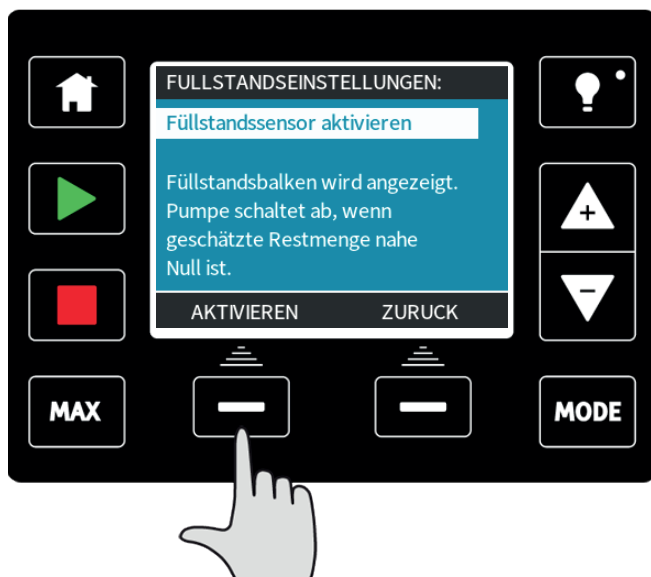 FULLSTANDSEINSTELLUNGEN:
Füllstandssensor aktivieren
Füllstandsbalken wird angezeigt.
Pumpe schaltet ab, wenn
geschätzte Restmenge nahe
Null ist.
AKTIVIEREN ZURUCK
MAX
MODE